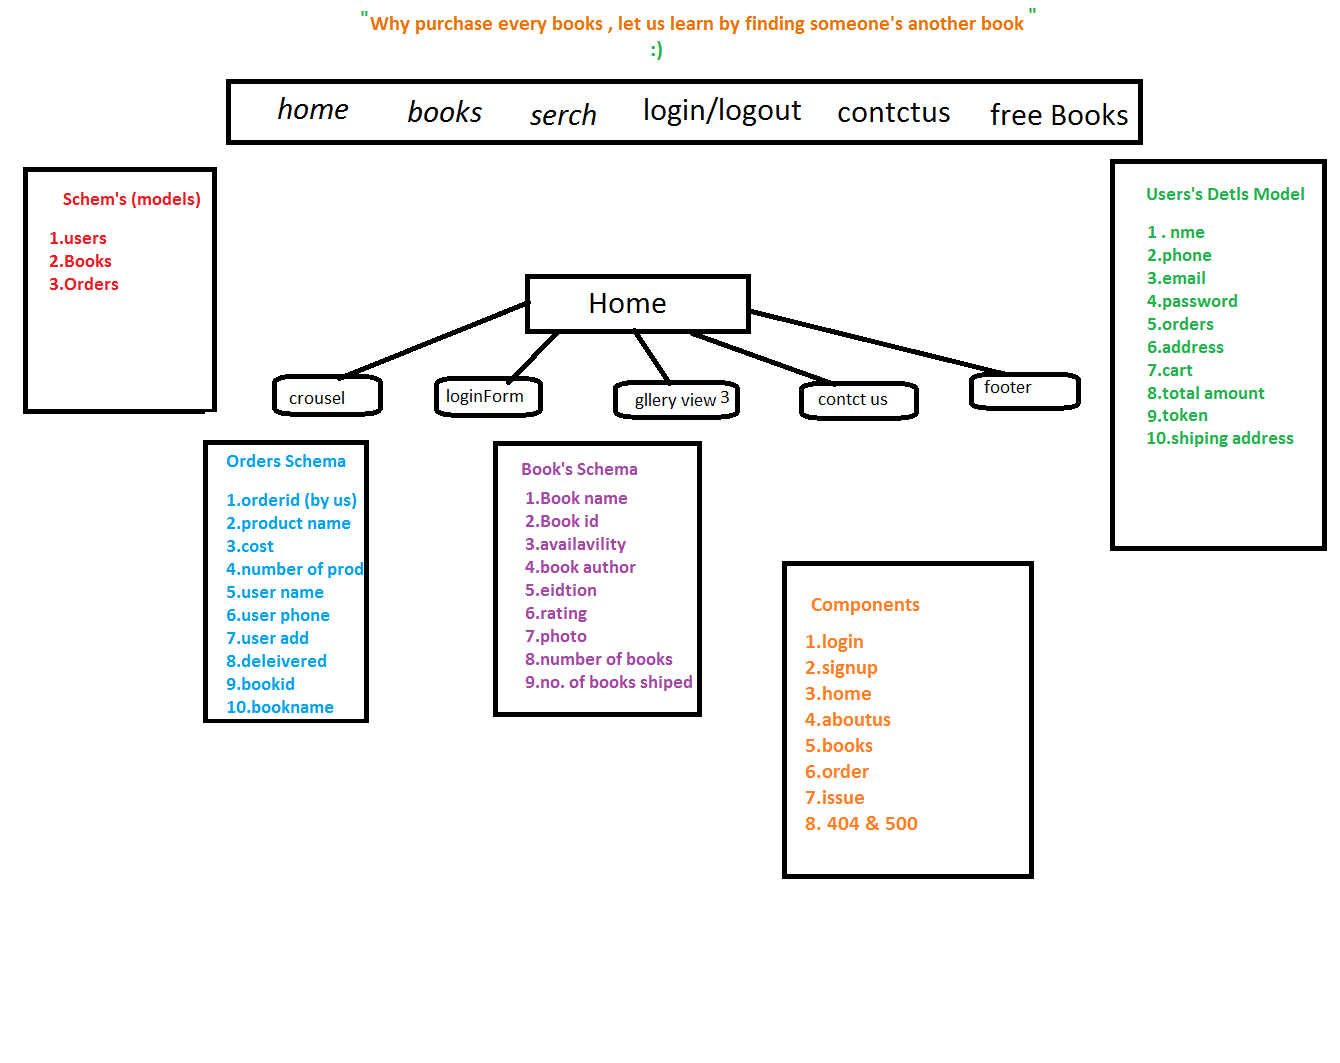 "Why purchase every books , let us learn by finding someone's another book"
:)
home books serch login/logout contctus free Books
Schem's (models)
1.users
2.Books
3.Orders
Users's Detls Model
1 . nme
2.phone
3.email
4.password
5.orders
6.address
7.cart
8.total amount
9.token
10.shiping address
Home
crousel
loginForm
gllery view 3
contct us
footer
Orders Schema
1.orderid (by us)
2.product name
3.cost
4.number of prod
5.user name
6.user phone
7.user add
8.deleivered
9.bookid
10.bookname
Book's Schema
1.Book name
2.Book id
3.availavility
4.book author
5.eidtion
6.rating
7.photo
8.number of books
9.no. of books shiped
Components
1.login
2.signup
3.home
4.aboutus
5.books
6.order
7.issue
8. 404 & 500